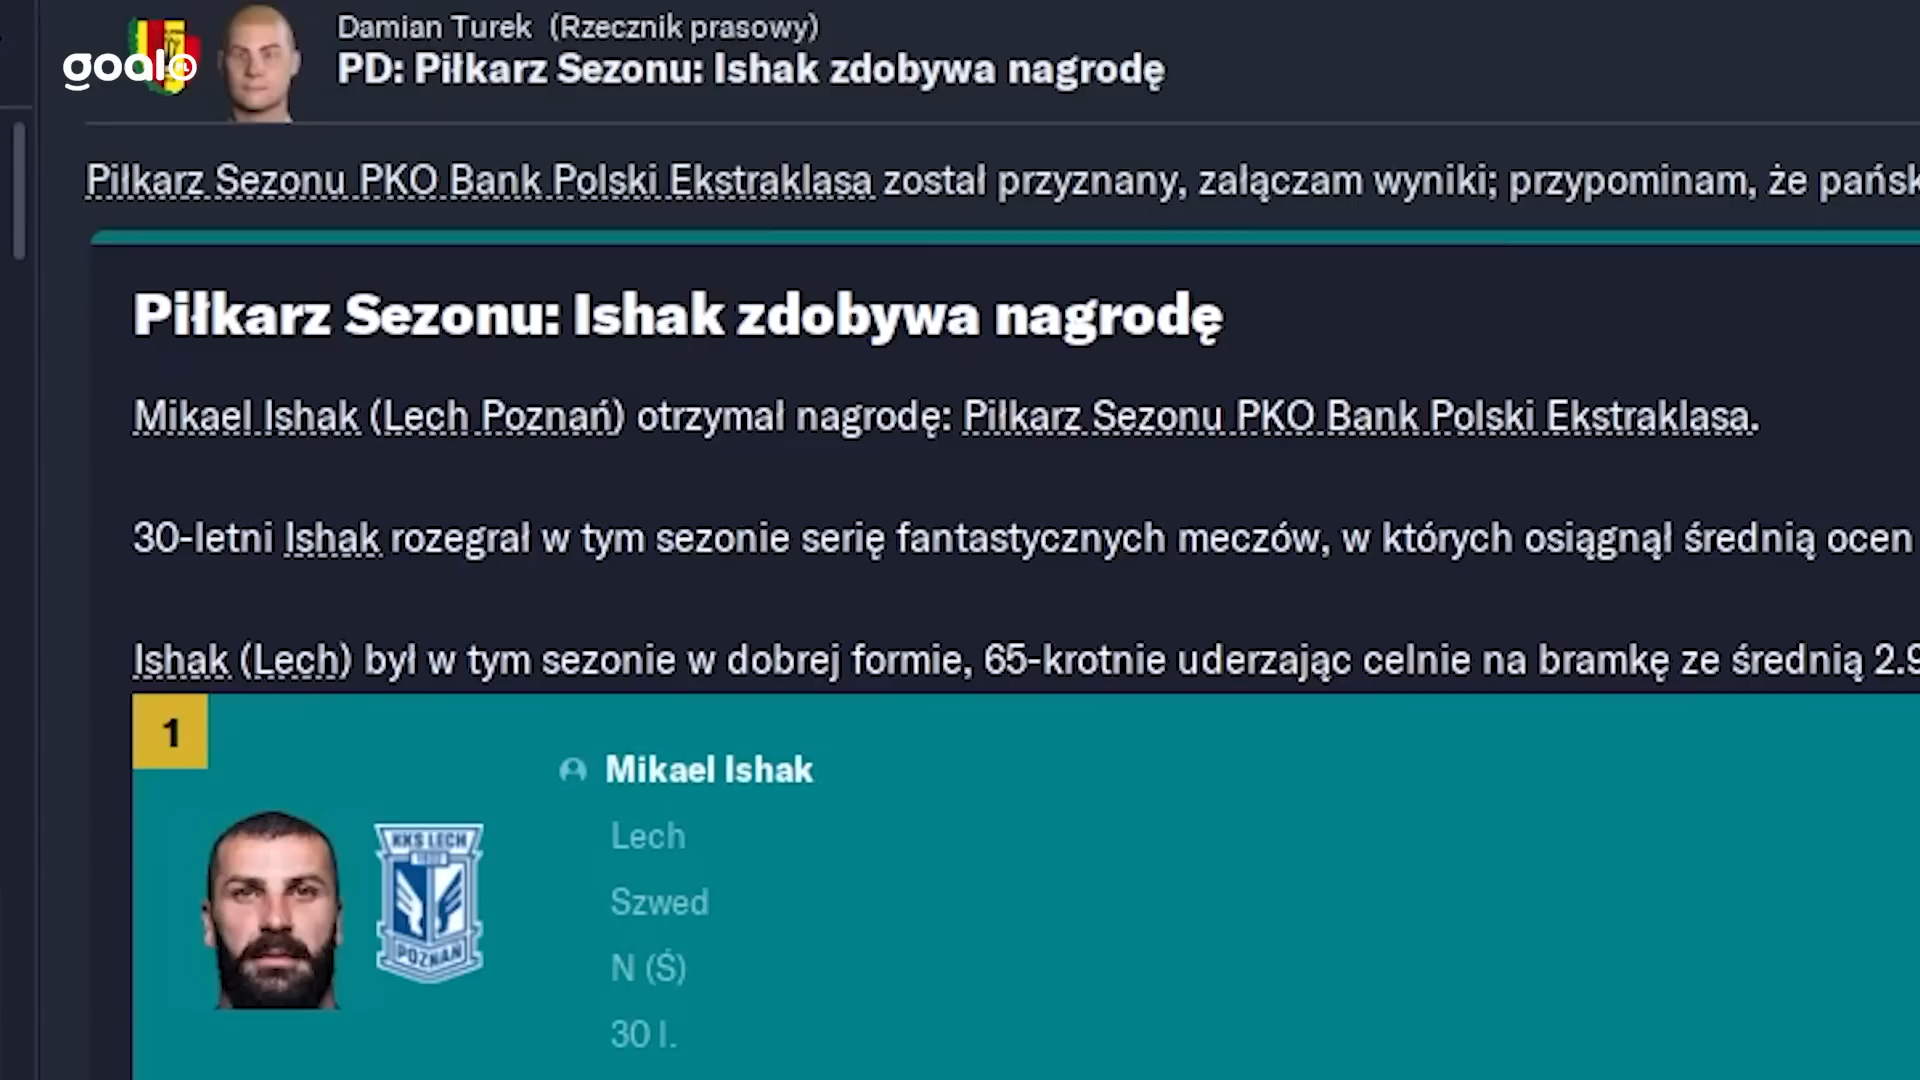 Damian Turek (Rzecznik prasowy)
goal.pl
PD: Piłkarz Sezonu: Ishak zdobywa nagrodę
Piłkarz Sezonu PKO Bank Polski Ekstraklasa został przyznany, załączam wyniki; przypominam, że pańsk
Piłkarz Sezonu: Ishak zdobywa nagrodę
Mikael Ishak (Lech Poznań) otrzymał nagrodę: Piłkarz Sezonu PKO Bank Polski Ekstraklasa.
30-letni Ishak rozegrał w tym sezonie serię fantastycznych meczów, w których osiągnął średnią ocen
Ishak (Lech) był w tym sezonie w dobrej formie, 65-krotnie uderzając celnie na bramkę ze średnią 2.9
1
Mikael Ishak
Lech
Szwed
N (Ś)
30 l.
KKS LECH
POZNAŃ